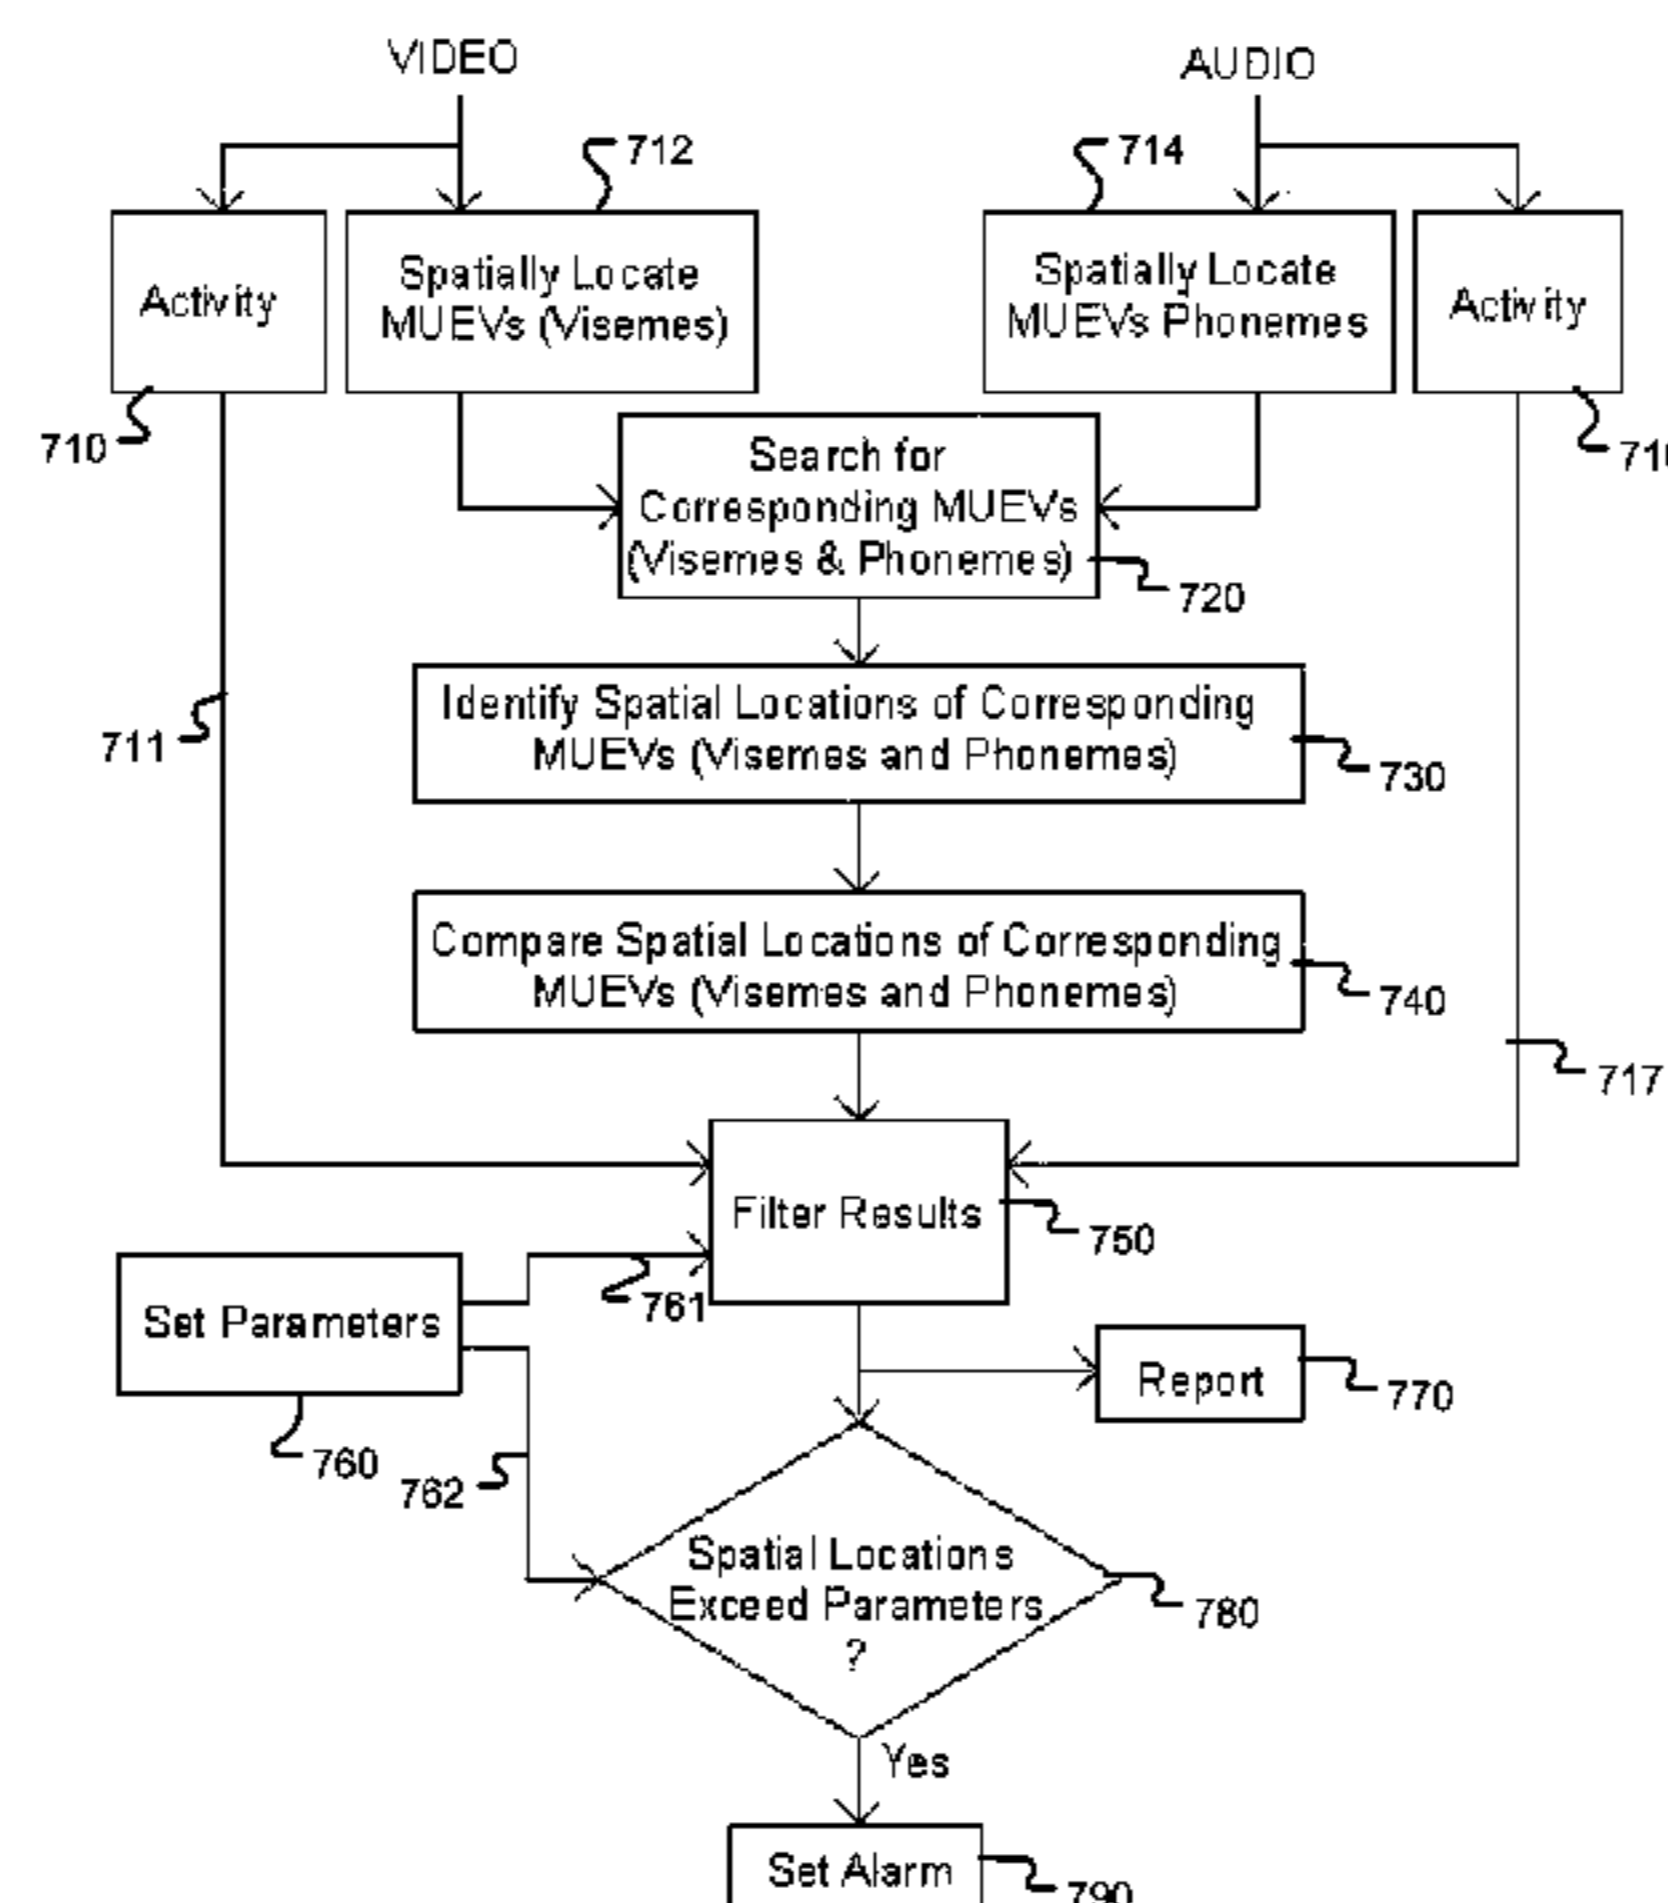 VIDEO
AUDIO
712
714
Activity
Spatially Locate
MUEVs (Visemes)
Spatially Locate
MUEVs Phonemes
Activity
710
Search for
Corresponding MUEVs
(Visemes & Phonemes)
720
Identify Spatial Locations of Corresponding
MUEVs (Visemes and Phonemes)
711
730
Compare Spatial Locations of Corresponding
MUEVs (Visemes and Phonemes)
740
717
Filter Results
750
761
Set Parameters
Report
770
760
762
Spatial Locations
Exceed Parameters
?
780
Yes
Set Alarm
790